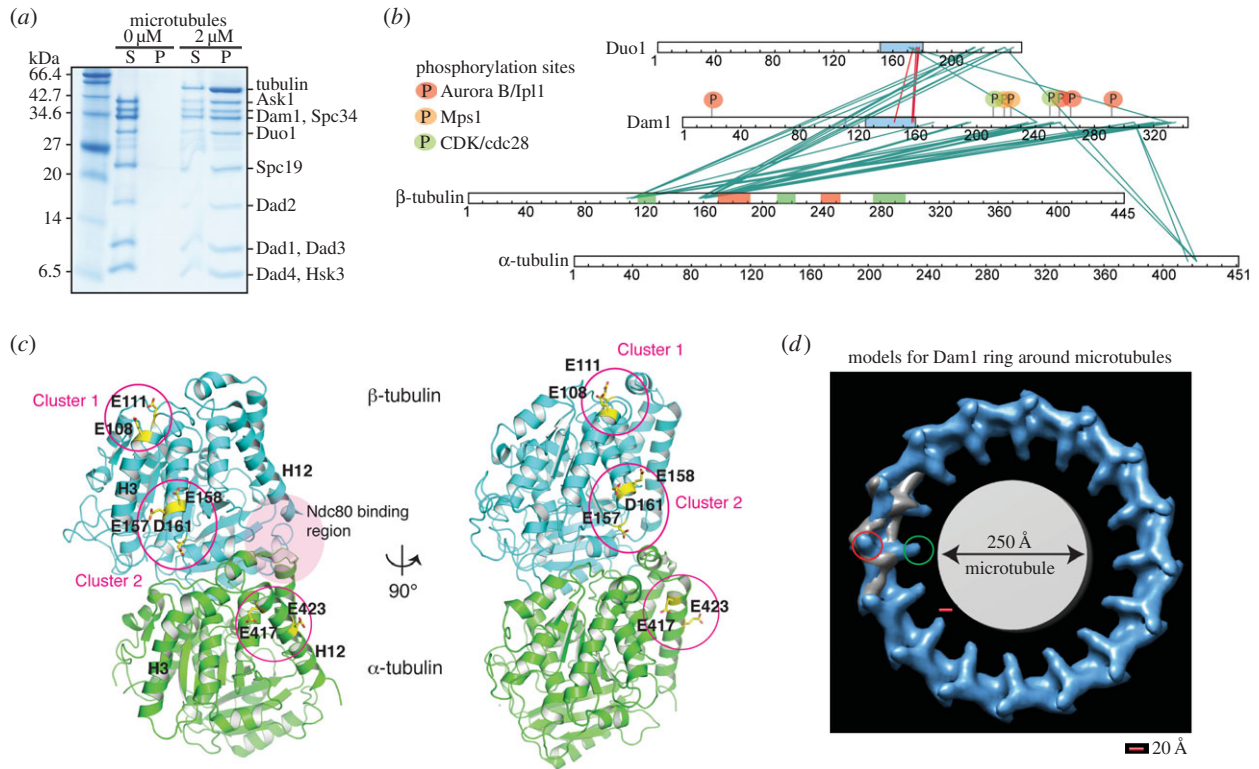 (a)
microtubules
0 µM 2 µM
kDa S P S P
66.4
42.7
34.6
27
20
14
6.5
tubulin
Ask1
Dam1, Spc34
Duo1
Spc19
Dad2
Dad1, Dad3
Dad4, Hsk3
(b)
phosphorylation sites
P Aurora B/Ipl1
P Mps1
P CDK/cdc28
Duo1
1 40 80 120 160 200
P P P P P P P P P
Dam1
1 40 80 120 160 200 240 280 320
β-tubulin
1 40 80 120 160 200 240 280 320 360 400 445
α-tubulin
1 40 80 120 160 200 240 280 320 360 400 451
(c)
Cluster 1
E111
E108
H3
H12
E158
E157 D161
Cluster 2
Ndc80 binding
region
E423
E417
H12
H3
β-tubulin
90°
α-tubulin
Cluster 1
E111
E108
E158
D161
Cluster 2
E157
E423
E417
(d)
models for Dam1 ring around microtubules
250 Å
microtubule
20 Å